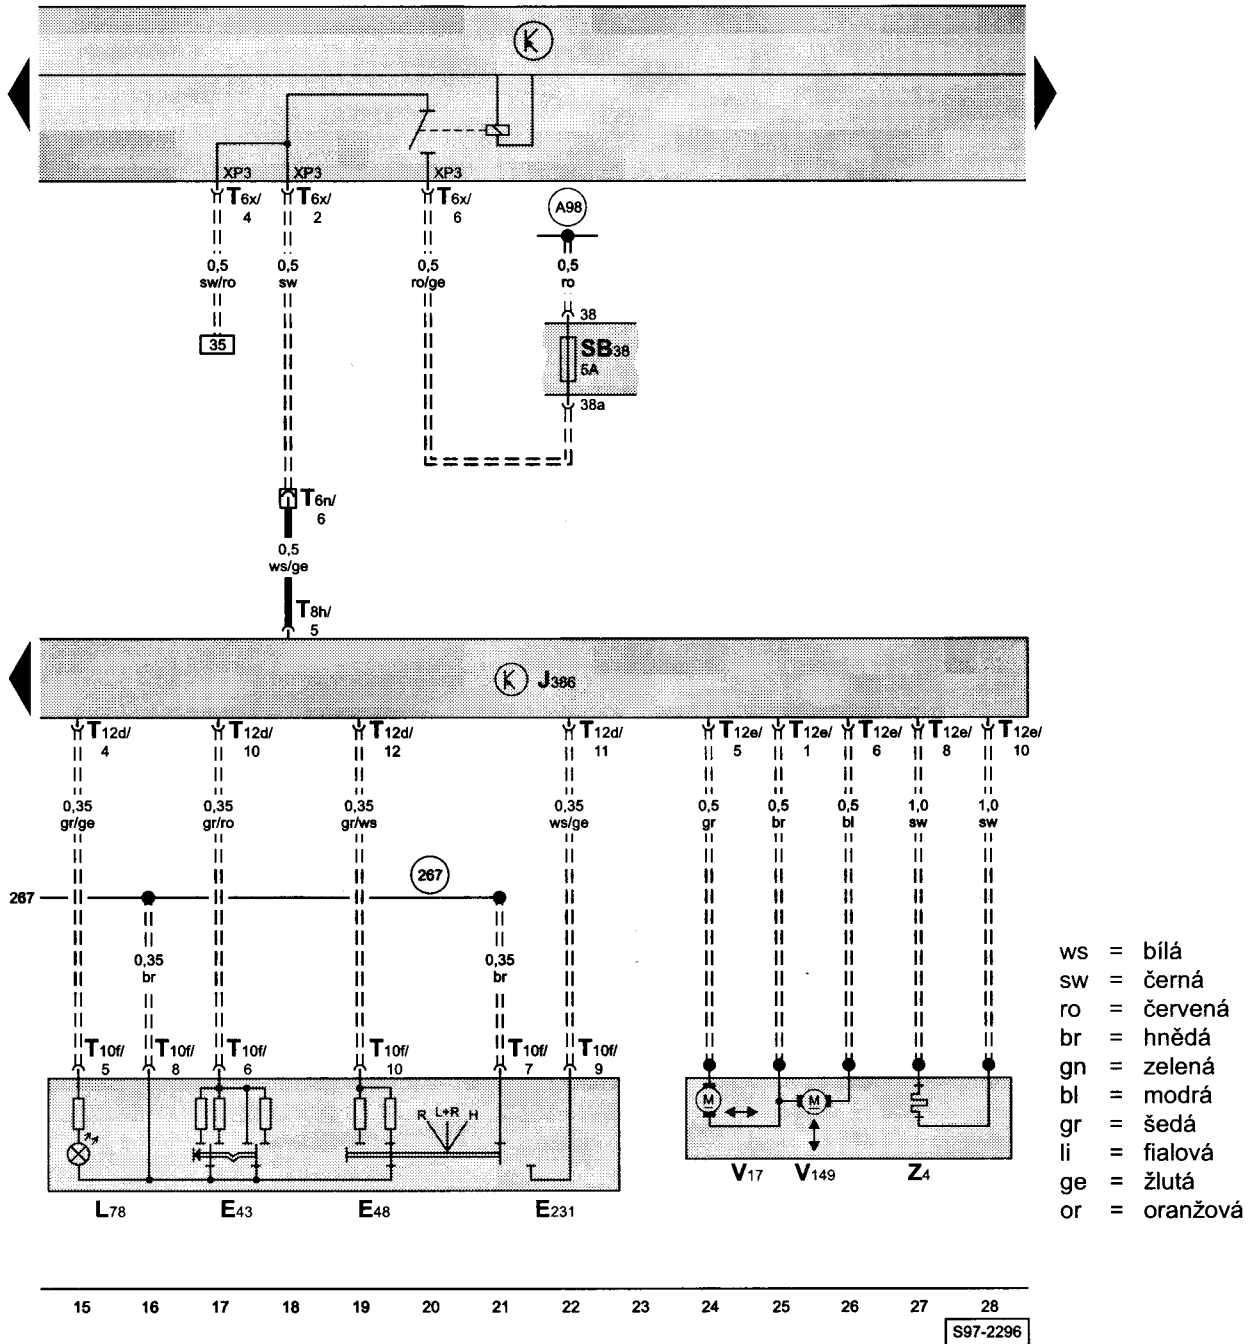 XP3 XP3 XP3
T6x/ T6x/ T6x/
4 2 6
A98
0,5 0,5 0,5 0,5
sw/ro sw ro/ge ro
38
35
SB38
5A
38a
T6n/
6
0,5
ws/ge
T8h/
5
J386
T12d/ T12d/ T12d/ T12d/ T12e/ T12e/ T12e/ T12e/ T12e/
4 10 12 11 5 1 6 8 10
0,35 0,35 0,35 0,35 0,5 0,5 0,5 1,0 1,0
gr/ge gr/ro gr/ws ws/ge gr br bl sw sw
267 267
0,35 0,35
br br
T10f/ T10f/ T10f/ T10f/ T10f/ T10f/
5 8 6 10 7 9
R L+R H
M M
V17 V149 Z4
L78 E43 E48 E231
ws = bílá
sw = černá
ro = červená
br = hnědá
gn = zelená
bl = modrá
gr = šedá
li = fialová
ge = žlutá
or = oranžová
15 16 17 18 19 20 21 22 23 24 25 26 27 28
S97-2296